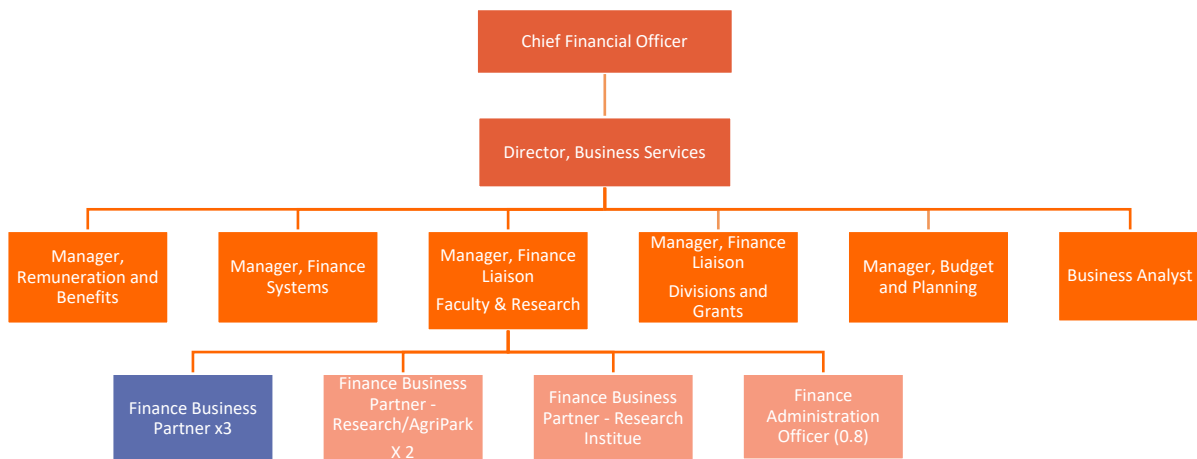 Chief Financial Officer
Director, Business Services
Manager,
Remuneration and
Benefits
Manager, Finance
Systems
Manager, Finance
Liaison
Faculty & Research
Manager, Finance
Liaison
Divisions and
Grants
Manager, Budget
and Planning
Business Analyst
Finance Business
Partner x3
Finance Business
Partner -
Research/AgriPark
X 2
Finance Business
Partner - Research
Institue
Finance
Administration
Officer (0.8)